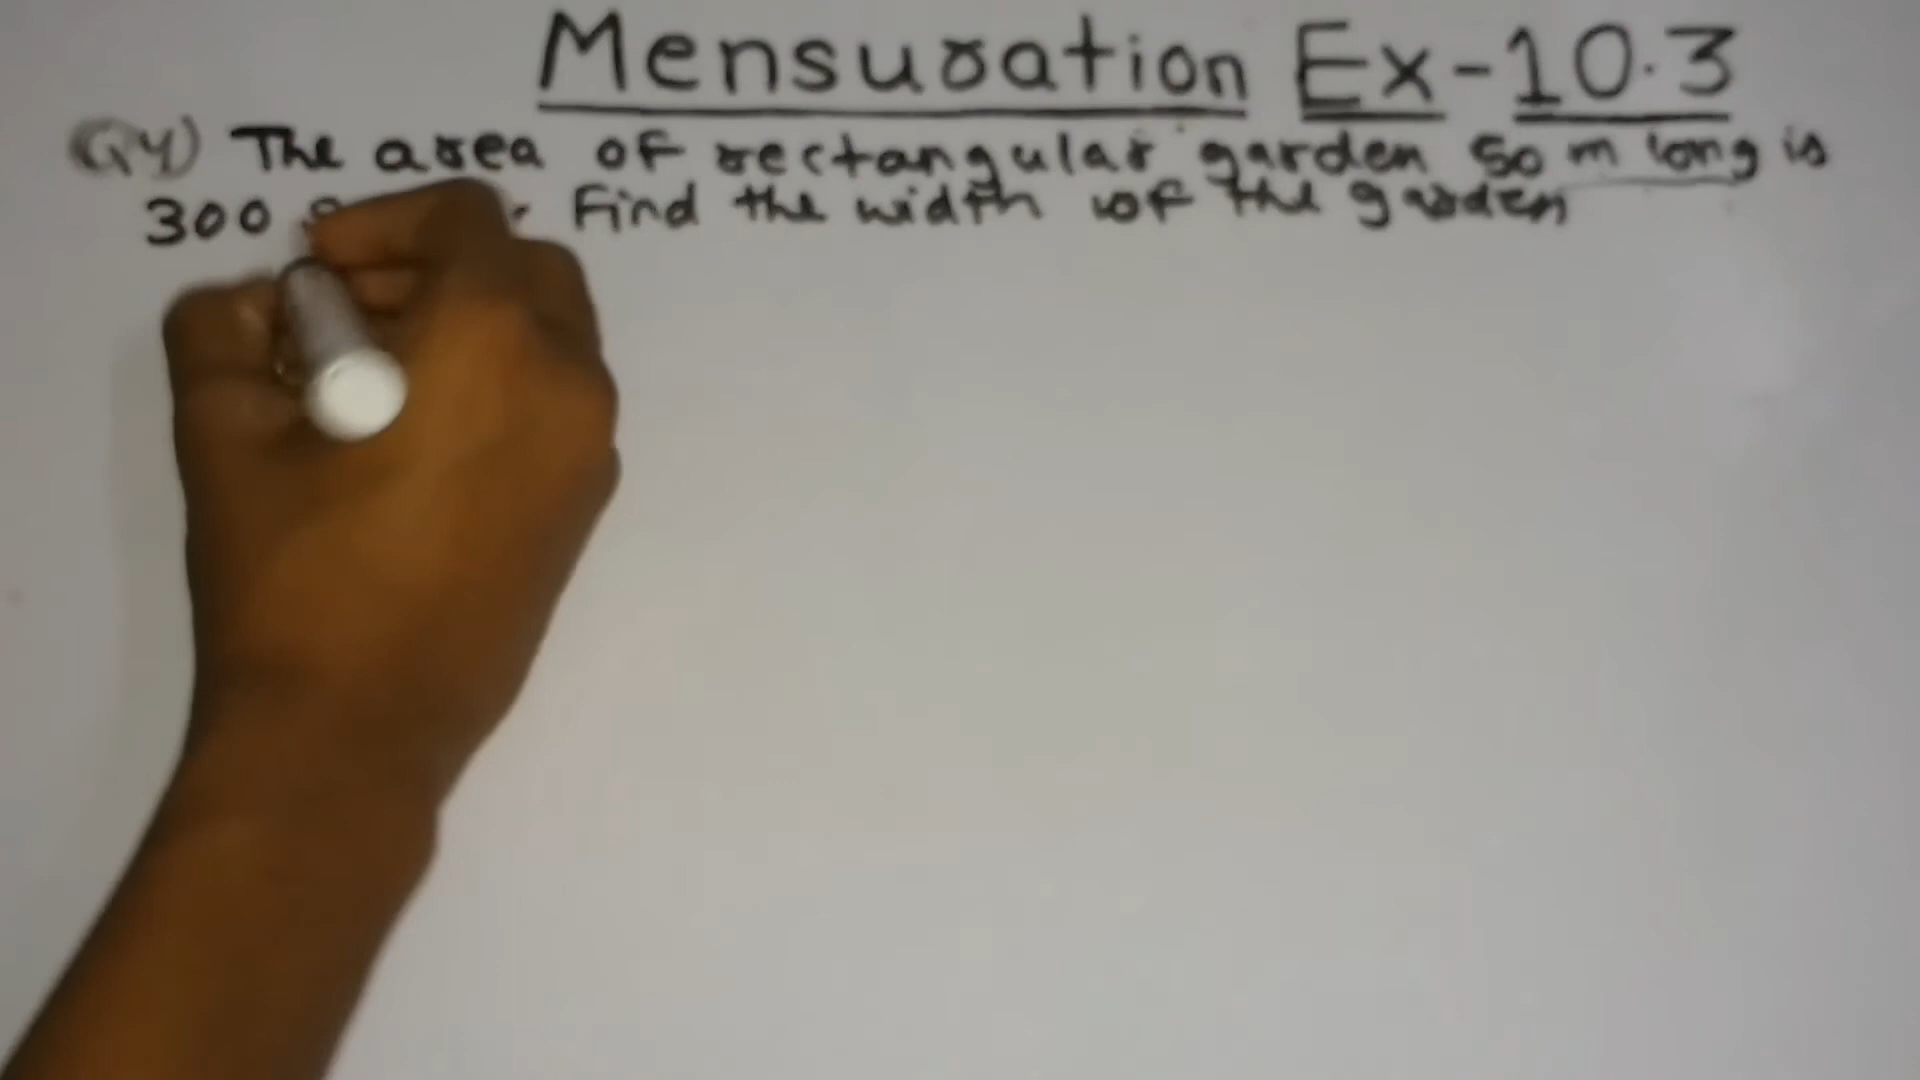 Mensuration Ex-10.3
Q4) The area of rectangular garden 50 m long is
300 Find the width of the garden